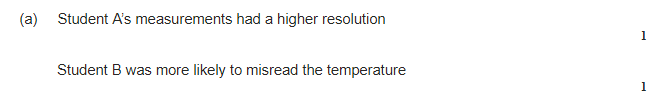 (a) Student A's measurements had a higher resolution
1
Student B was more likely to misread the temperature
1